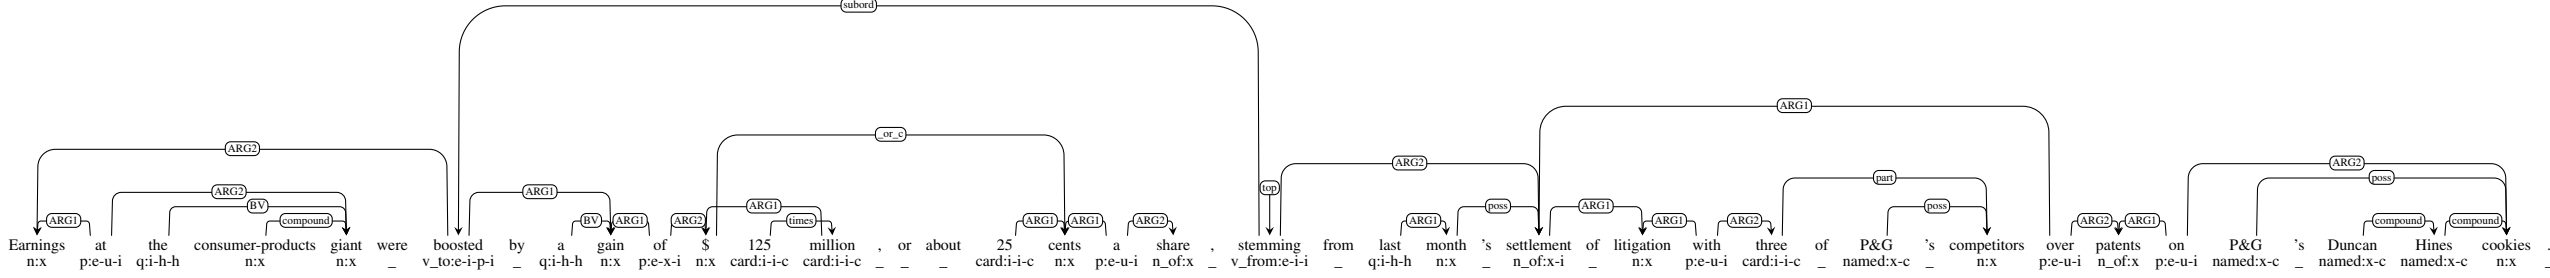 subord
ARG1
_or_c
ARG2 ARG2 ARG2
part poss
ARG2 ARG1 top
BV ARG1
ARG1 compound BV ARG1 ARG2 times ARG1 ARG1 ARG2 ARG1 poss ARG1 ARG1 ARG2 poss ARG2 ARG1 compound compound
Earnings at the consumer-products giant were boosted by a gain of $ 125 million , or about 25 cents a share , stemming from last month 's settlement of litigation with three of P&G 's competitors over patents on P&G 's Duncan Hines cookies .
n:x p:e-u-i q:i-h-h n:x n:x _ v_to:e-i-p-i _ q:i-h-h n:x p:e-x-i n:x card:i-i-c card:i-i-c _ _ _ card:i-i-c n:x p:e-u-i n_of:x _ v_from:e-i-i _ q:i-h-h n:x _ n_of:x-i _ n:x p:e-u-i card:i-i-c _ named:x-c _ n:x p:e-u-i n_of:x p:e-u-i named:x-c _ named:x-c named:x-c n:x _